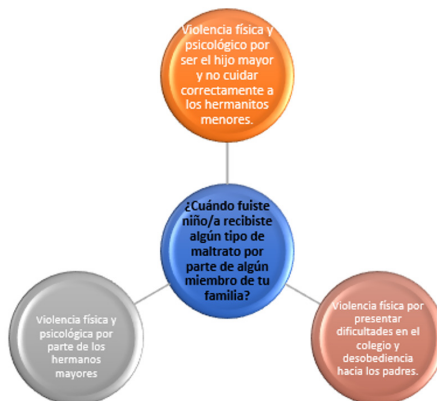 Violencia física y
psicológico por
ser el hijo mayor
y no cuidar
correctamente a
los hermanitos
menores.
¿Cuándo fuiste
niño/a recibiste
algún tipo de
maltrato por
parte de algún
miembro de tu
familia?
Violencia física y
psicológica por
parte de los
hermanos
mayores
Violencia física por
presentar
dificultades en el
colegio y
desobediencia
hacia los padres.